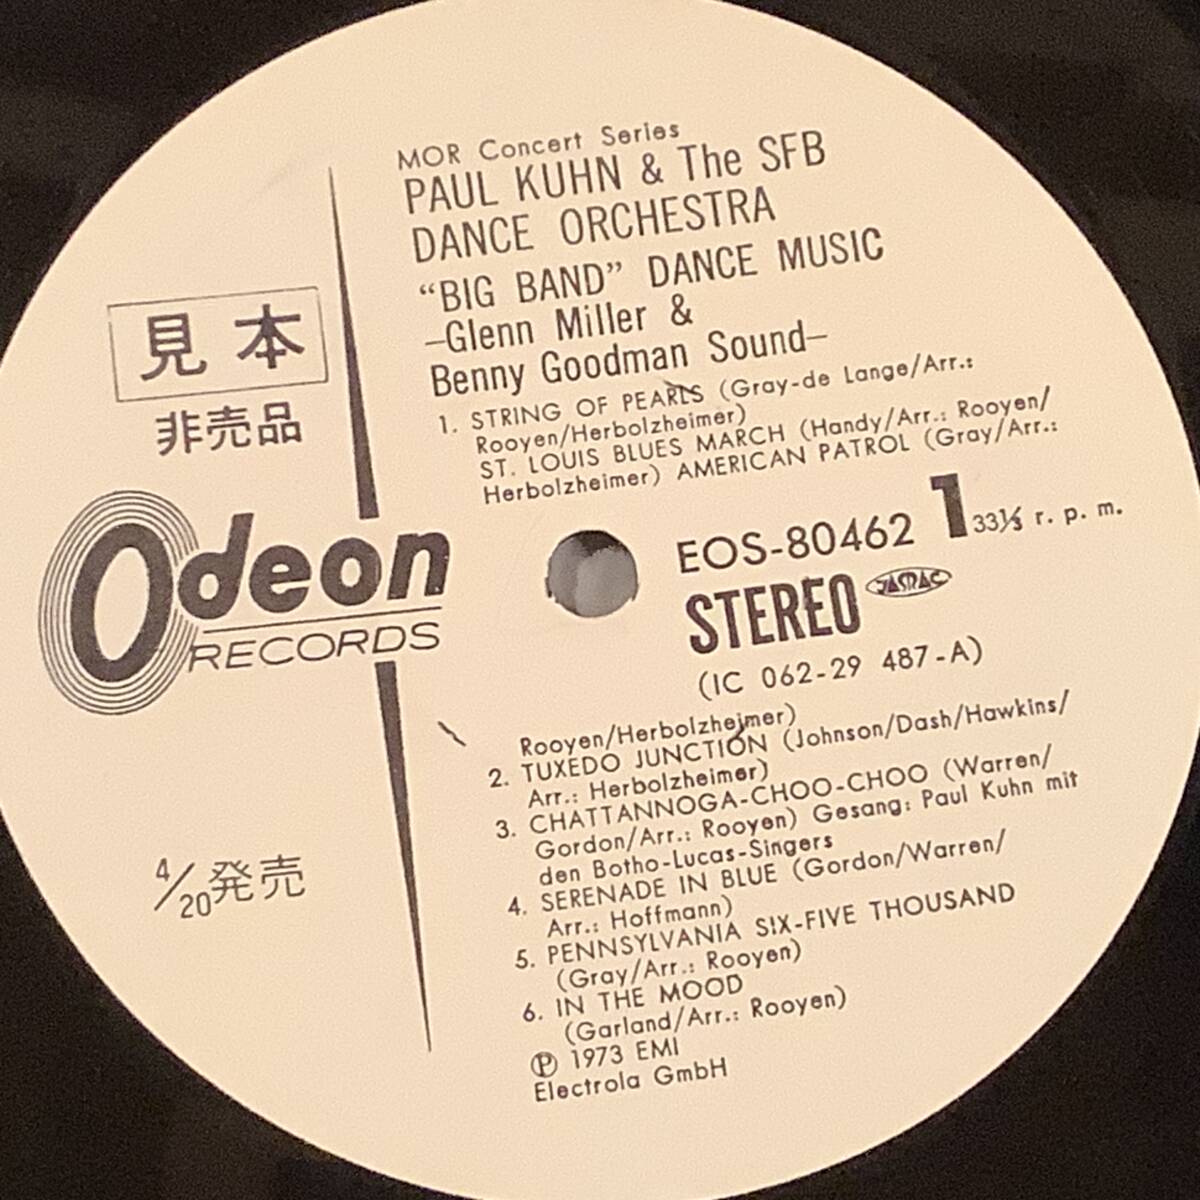 MOR Concert Series
PAUL KUHN & The SFB
DANCE ORCHESTRA
“BIG BAND” DANCE MUSIC
–Glenn Miller &
Benny Goodman Sound–
1. STRING OF PEARLS (Gray-de Lange/Arr.:
Rooyen/Herbolzheimer)
ST. LOUIS BLUES MARCH (Handy/Arr.: Rooyen/
Herbolzheimer) AMERICAN PATROL (Gray/Arr.:
見本
非売品
Odeon
RECORDS
EOS-80462 1 33⅓ r. p. m.
STEREO JASRAC
(IC 062-29 487-A)
Rooyen/Herbolzheimer)
2. TUXEDO JUNCTION (Johnson/Dash/Hawkins/
Arr.: Herbolzheimer)
3. CHATTANNOGA-CHOO-CHOO (Warren/
Gordon/Arr.: Rooyen) Gesang: Paul Kuhn mit
den Botho-Lucas-Singers
4. SERENADE IN BLUE (Gordon/Warren/
Arr.: Hoffmann)
5. PENNSYLVANIA SIX-FIVE THOUSAND
(Gray/Arr.: Rooyen)
6. IN THE MOOD
(Garland/Arr.: Rooyen)
℗ 1973 EMI
Electrola GmbH
4/20発売